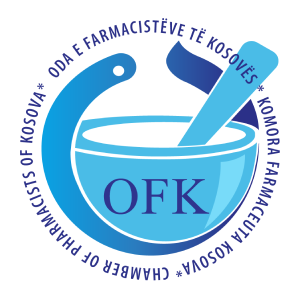 ODA E FARMACISTËVE TË KOSOVËS * KOMORA FARMACEUTA KOSOVA * CHAMBER OF PHARMACISTS OF KOSOVA *
OFK